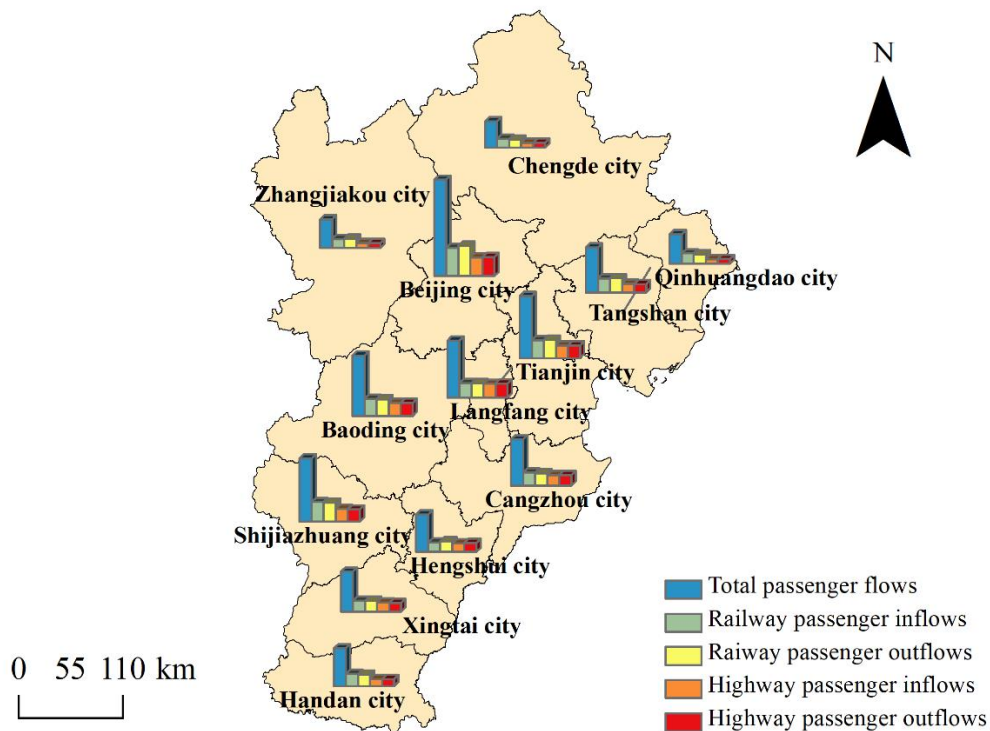 N
Chengde city
Zhangjiakou city
Qinhuangdao city
Beijing city
Tangshan city
Tianjin city
Langfang city
Baoding city
Cangzhou city
Shijiazhuang city
Hengshui city
Xingtai city
Handan city
0 55 110 km
Total passenger flows
Railway passenger inflows
Raiway passenger outflows
Highway passenger inflows
Highway passenger outflows